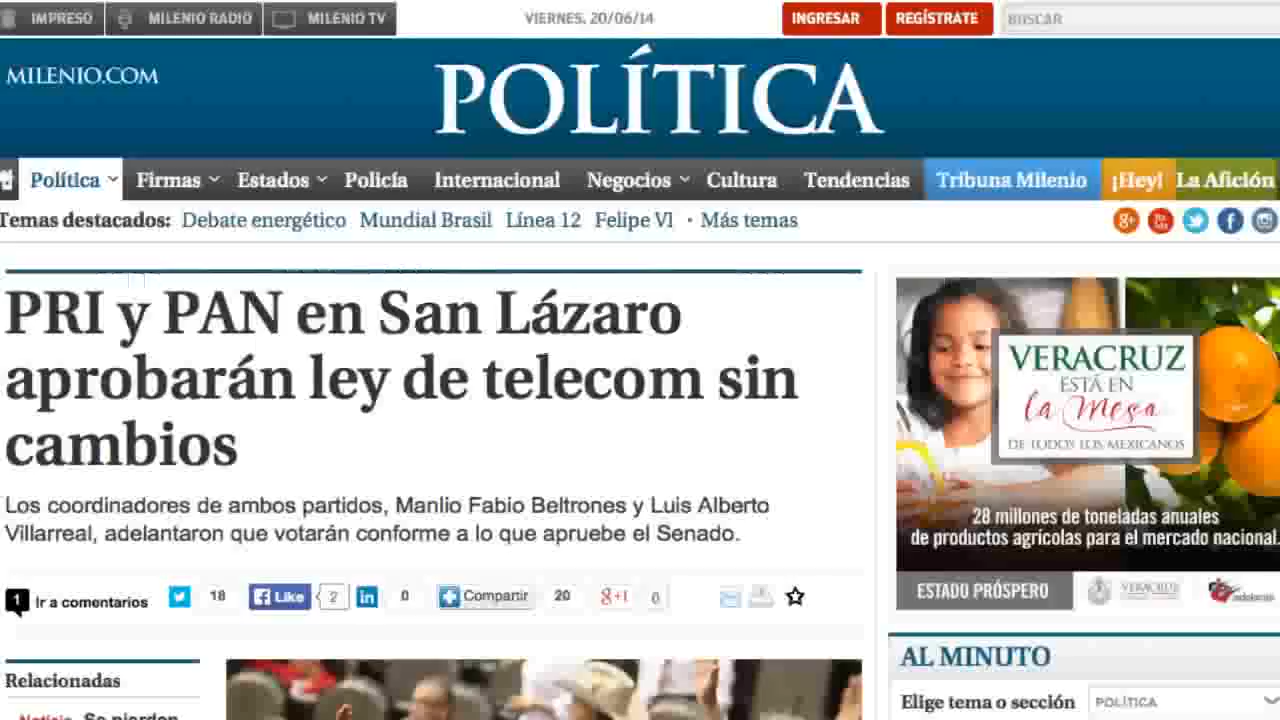 IMPRESO MILENIO RADIO MILENIO TV VIERNES, 20/06/14 INGRESAR REGÍSTRATE BUSCAR
MILENIO.COM
POLÍTICA
Política Firmas Estados Policía Internacional Negocios Cultura Tendencias Tribuna Milenio ¡Hey! La Afición
Temas destacados: Debate energético Mundial Brasil Línea 12 Felipe VI · Más temas
PRI y PAN en San Lázaro
aprobarán ley de telecom sin
cambios
Los coordinadores de ambos partidos, Manlio Fabio Beltrones y Luis Alberto
Villarreal, adelantaron que votarán conforme a lo que apruebe el Senado.
1 Ir a comentarios 18 Like 2 0 Compartir 20 g+1 0
Relacionadas
VERACRUZ
ESTÁ EN
la Mesa
DE TODOS LOS MEXICANOS
28 millones de toneladas anuales
de productos agrícolas para el mercado nacional.
ESTADO PRÓSPERO VERACRUZ
AL MINUTO
Elige tema o sección POLÍTICA